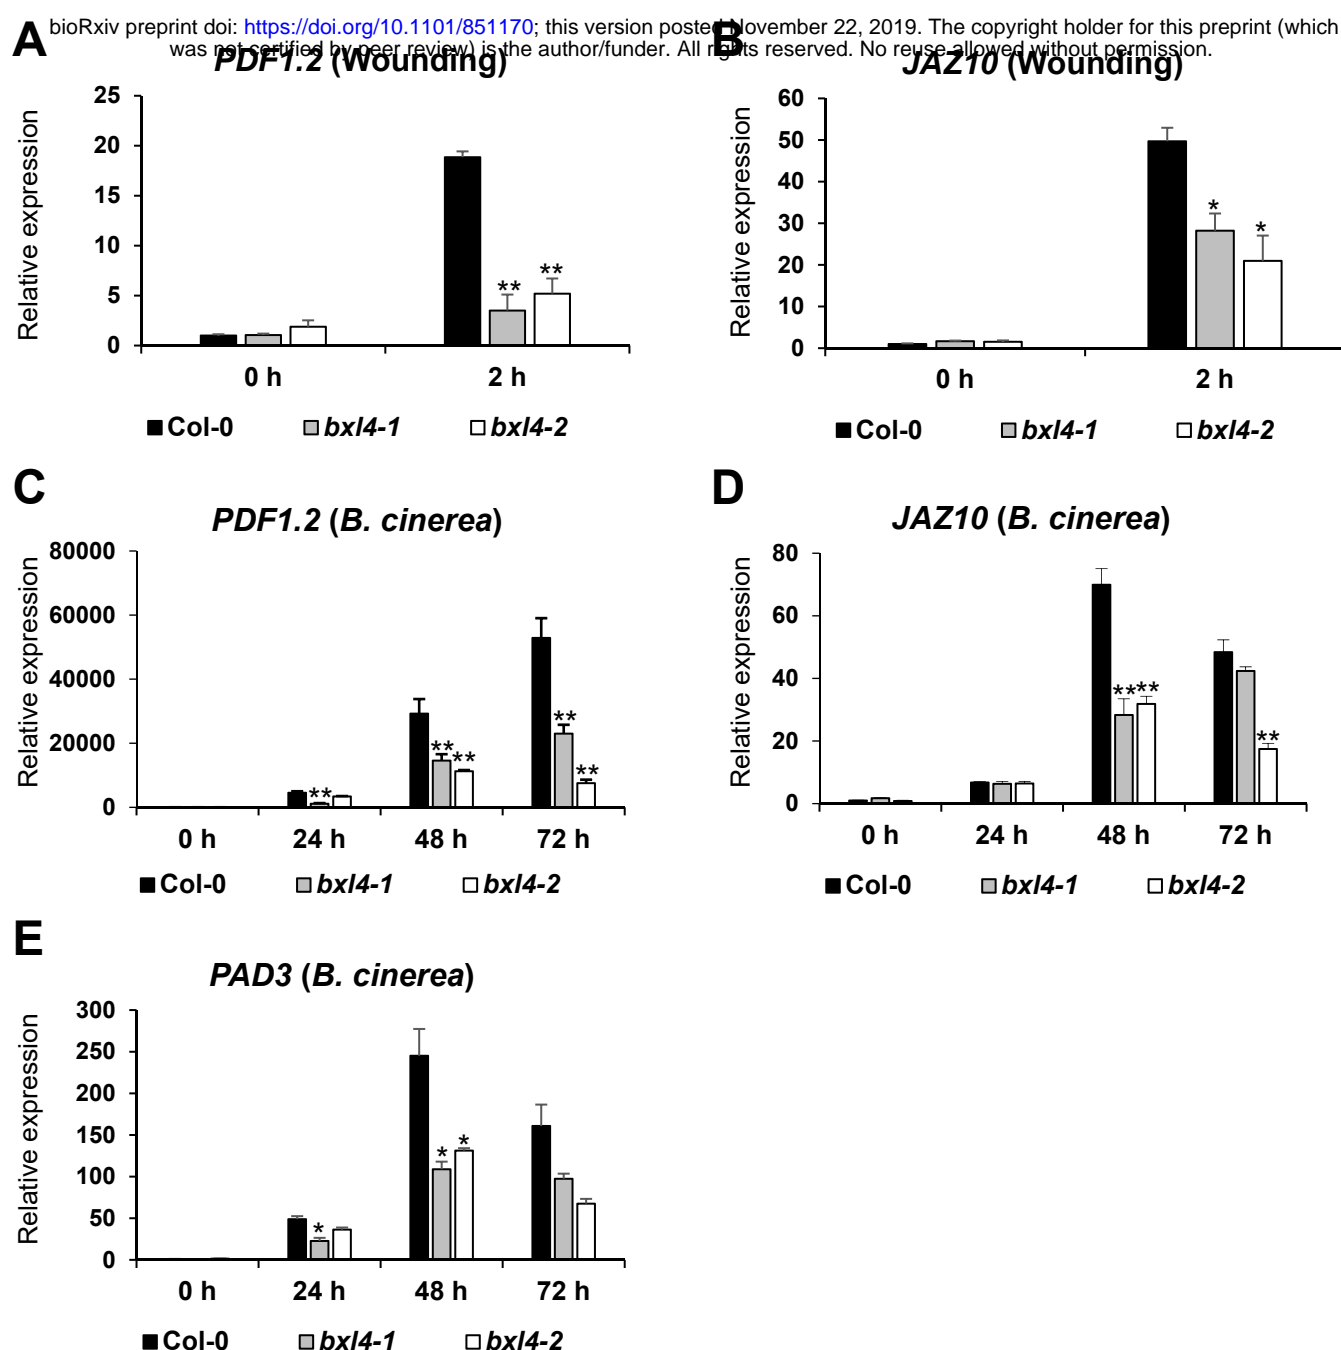 bioRxiv preprint doi: https://doi.org/10.1101/851170; this version posted November 22, 2019. The copyright holder for this preprint (which
was not certified by peer review) is the author/funder. All rights reserved. No reuse allowed without permission.
A
PDF1.2 (Wounding)
Relative expression
25
20
15
10
5
0
** **
0 h 2 h
Col-0 bxl4-1 bxl4-2
B
JAZ10 (Wounding)
Relative expression
60
50
40
30
20
10
0
* *
0 h 2 h
Col-0 bxl4-1 bxl4-2
C
PDF1.2 (B. cinerea)
Relative expression
80000
60000
40000
20000
0
** ** ** ** **
0 h 24 h 48 h 72 h
Col-0 bxl4-1 bxl4-2
D
JAZ10 (B. cinerea)
Relative expression
80
60
40
20
0
** ** **
0 h 24 h 48 h 72 h
Col-0 bxl4-1 bxl4-2
E
PAD3 (B. cinerea)
Relative expression
300
250
200
150
100
50
0
* * *
0 h 24 h 48 h 72 h
Col-0 bxl4-1 bxl4-2